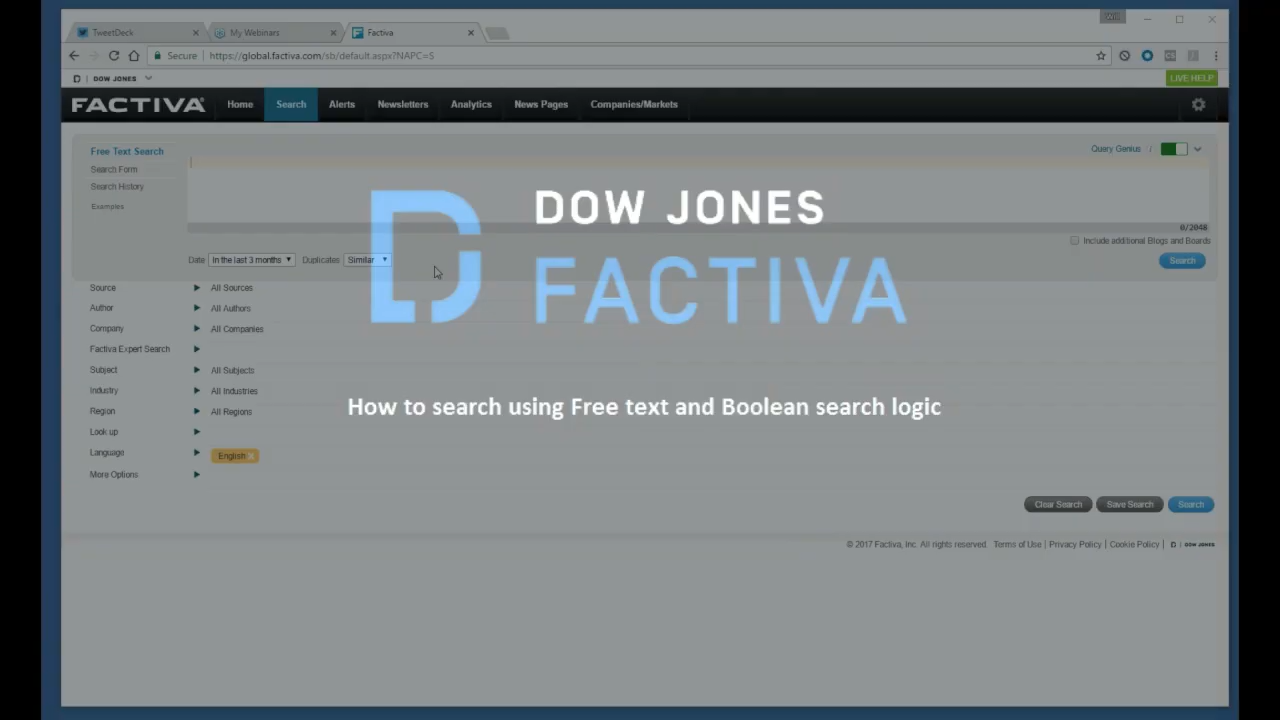 Will
TweetDeck
My Webinars
Factiva
Secure
https://global.factiva.com/sb/default.aspx?NAPC=S
D | DOW JONES
LIVE HELP
FACTIVA®
Home
Search
Alerts
Newsletters
Analytics
News Pages
Companies/Markets
Free Text Search
Search Form
Search History
Examples
Query Genius
0/2048
Include additional Blogs and Boards
Date
In the last 3 months
Duplicates
Similar
Search
DOW JONES
FACTIVA
How to search using Free text and Boolean search logic
Source
All Sources
Author
All Authors
Company
All Companies
Factiva Expert Search
Subject
All Subjects
Industry
All Industries
Region
All Regions
Look up
Language
English x
More Options
Clear Search
Save Search
Search
© 2017 Factiva, Inc. All rights reserved. Terms of Use | Privacy Policy | Cookie Policy | D | DOW JONES